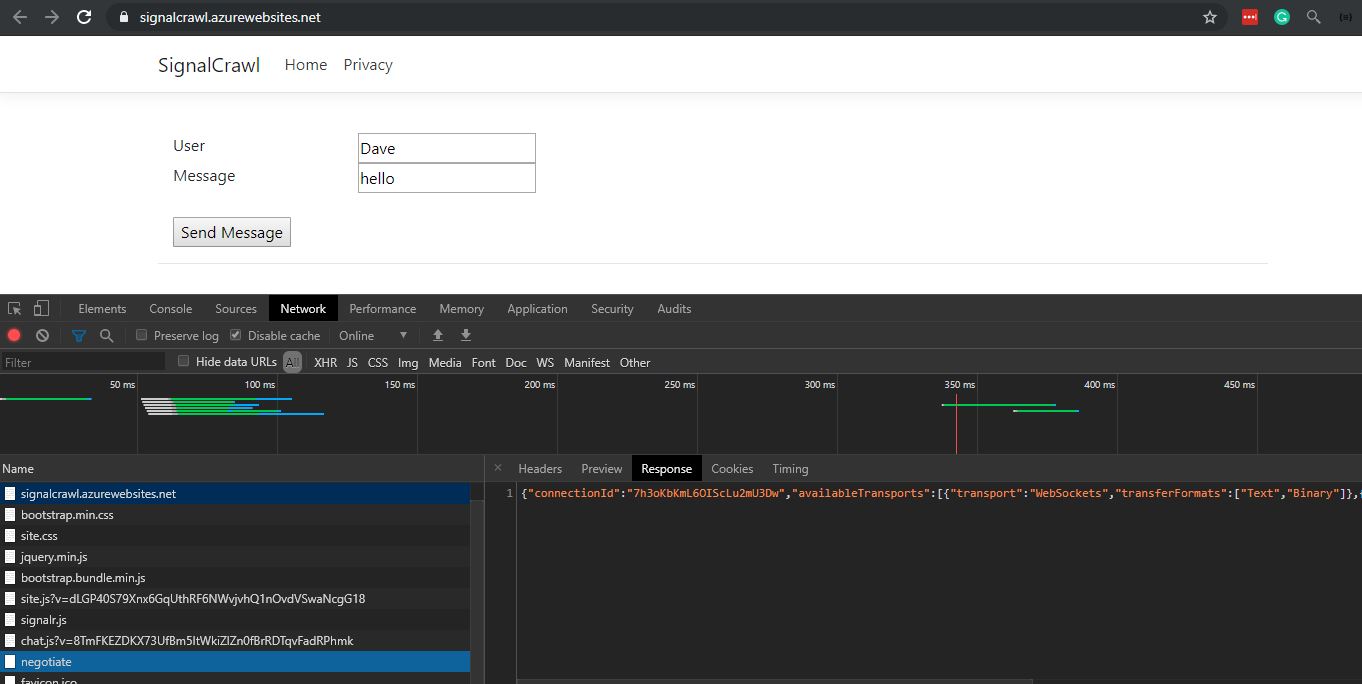 signalcrawl.azurewebsites.net
SignalCrawl Home Privacy
User Dave
Message hello
Send Message
Elements Console Sources Network Performance Memory Application Security Audits
Preserve log Disable cache Online
Filter Hide data URLs All XHR JS CSS Img Media Font Doc WS Manifest Other
50 ms 100 ms 150 ms 200 ms 250 ms 300 ms 350 ms 400 ms 450 ms
Name
Headers Preview Response Cookies Timing
signalcrawl.azurewebsites.net
bootstrap.min.css
site.css
jquery.min.js
bootstrap.bundle.min.js
site.js?v=dLGP40S79Xnx6GqUthRF6NWvjvhQ1nOvdVSwaNcgG18
signalr.js
chat.js?v=8TmFKEZDKX73UfBm5ItWkiZIZn0fBrRDTqvFadRPhmk
negotiate
favicon.ico
1 {"connectionId":"7h3oKbKmL6OIScLu2mU3Dw","availableTransports":[{"transport":"WebSockets","transferFormats":["Text","Binary"]},